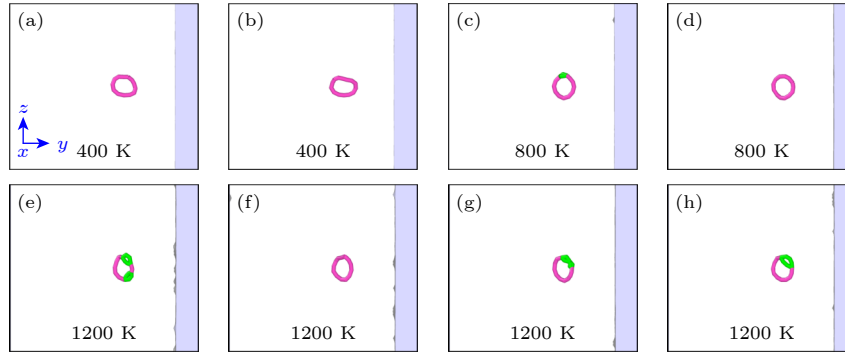 (a) (b) (c) (d)
z
x y
400 K 400 K 800 K 800 K
(e) (f) (g) (h)
1200 K 1200 K 1200 K 1200 K